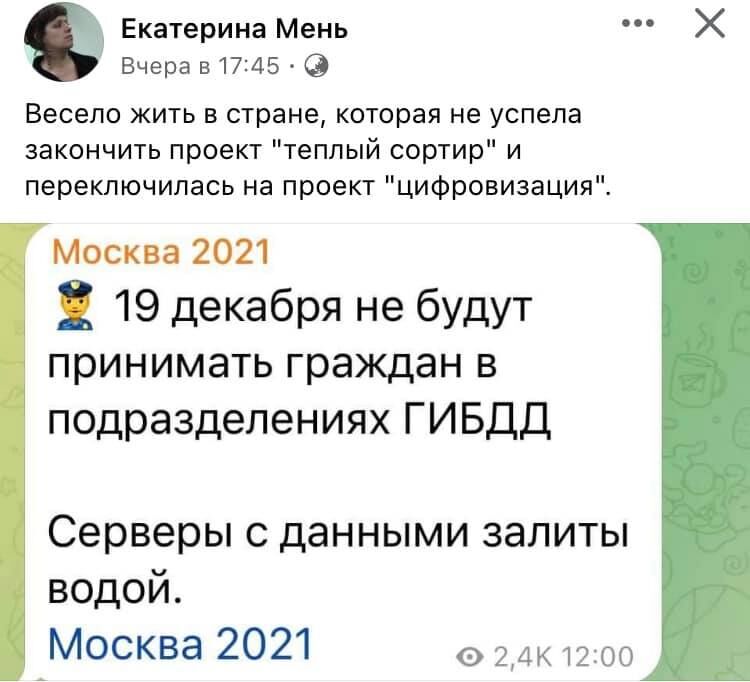 Екатерина Мень
Вчера в 17:45 ·
Весело жить в стране, которая не успела
закончить проект "теплый сортир" и
переключилась на проект "цифровизация".
Москва 2021
👮 19 декабря не будут
принимать граждан в
подразделениях ГИБДД
Серверы с данными залиты
водой.
Москва 2021
2,4K 12:00